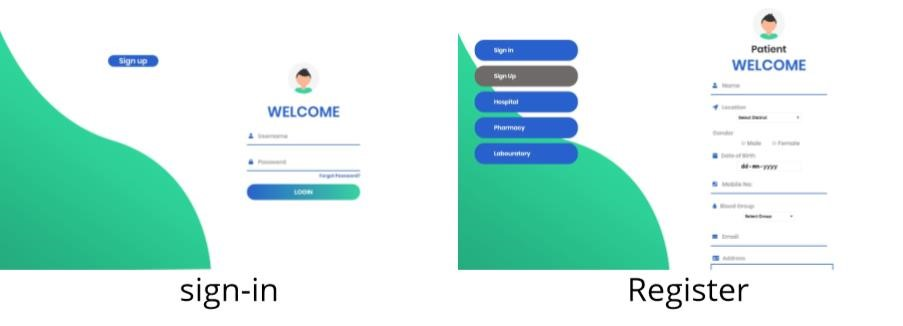 Sign up
WELCOME
Username
Password
Forgot Password?
LOGIN
sign-in
Sign in
Sign Up
Hospital
Pharmacy
Labouratory
Patient
WELCOME
Name
Location
Select District
Gander
Male Female
Date of Birth:
dd-mm-yyyy
Mobile No:
Blood Group:
Select Group
Email
Address
Register